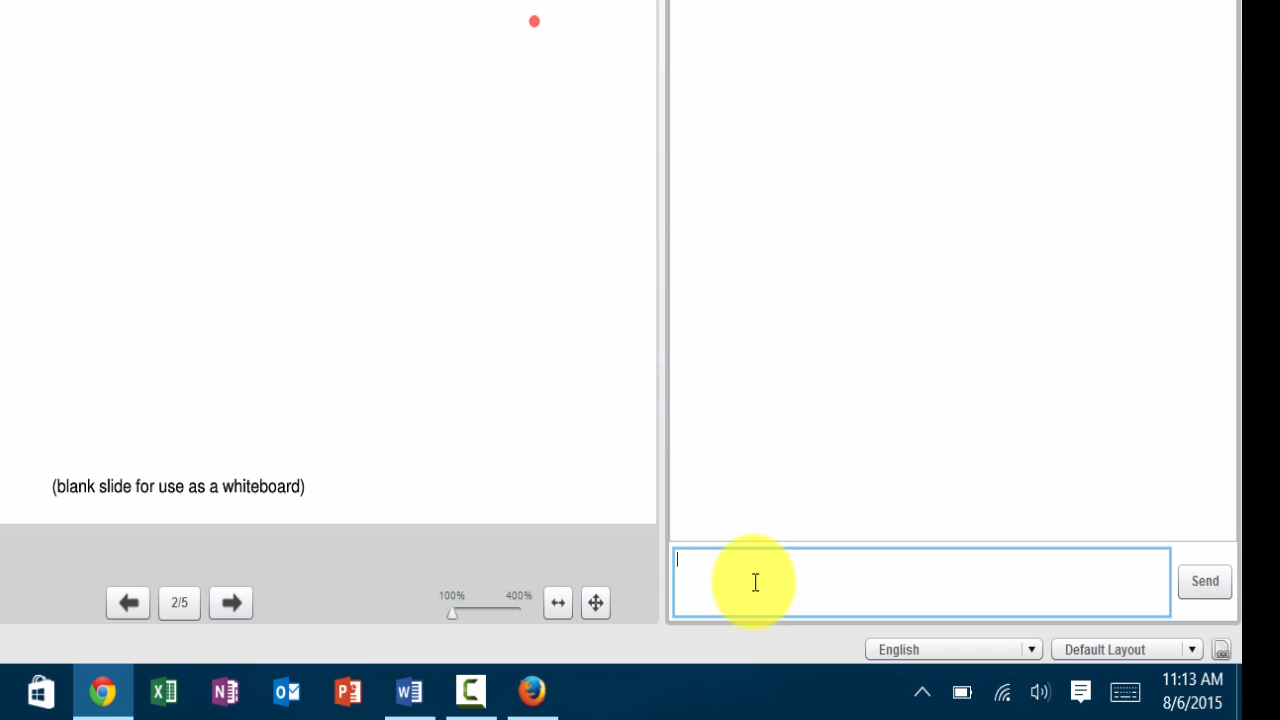 (blank slide for use as a whiteboard)
Send
2/5
100% 400%
English
Default Layout
11:13 AM
8/6/2015